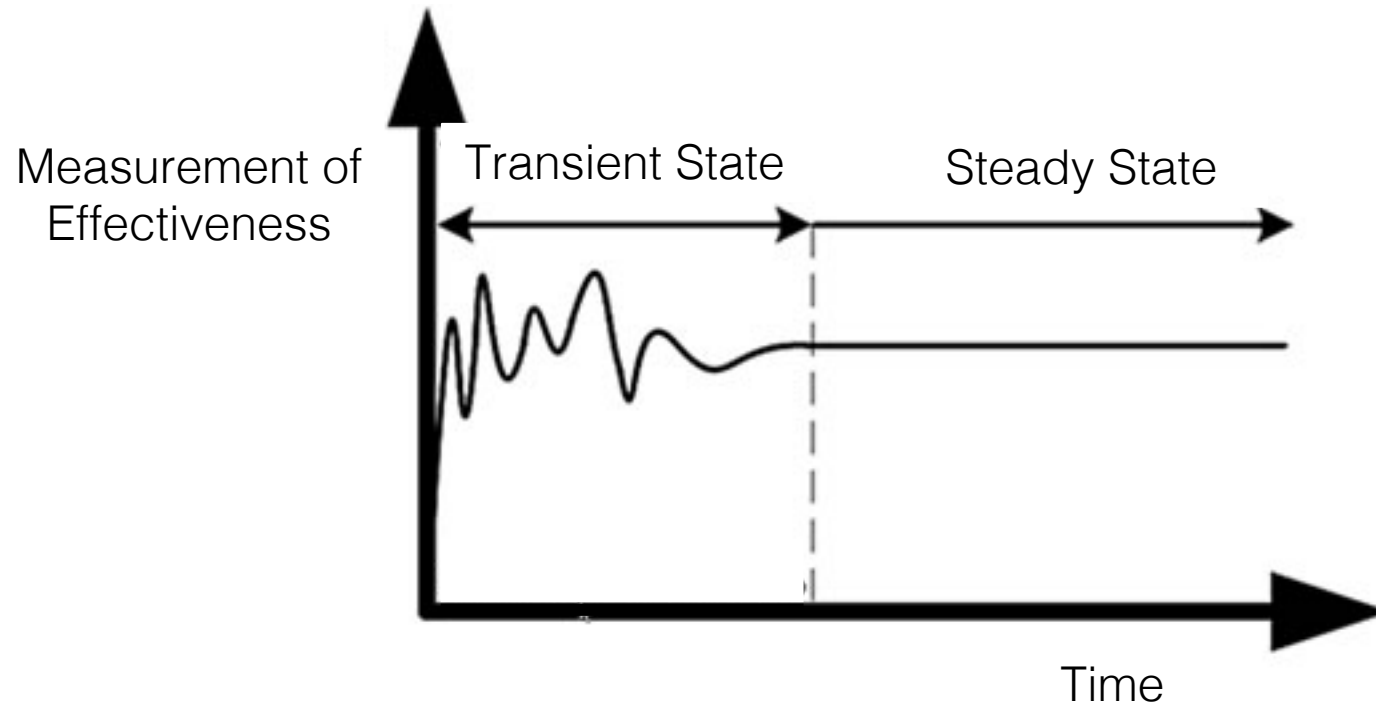 Measurement of
Effectiveness
Transient State
Steady State
Time